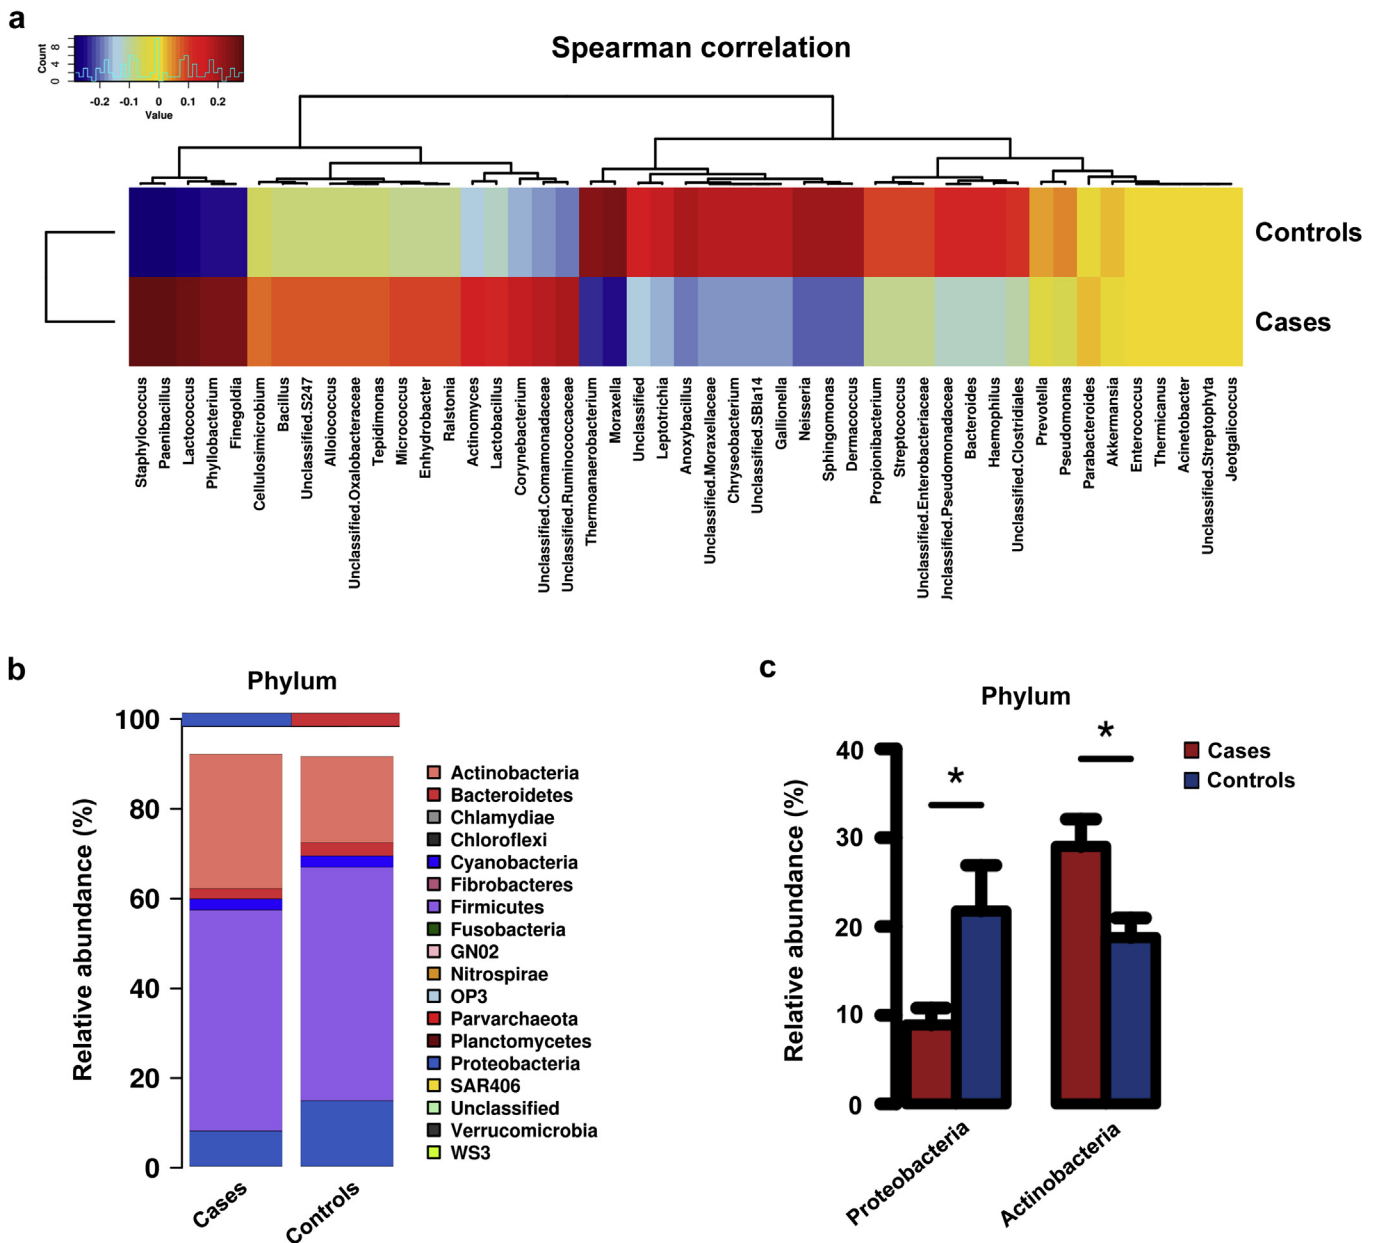 a
Spearman correlation
Count
0 4 8
-0.2 -0.1 0 0.1 0.2
Value
Controls
Cases
Staphylococcus
Paenibacillus
Lactococcus
Phyllobacterium
Finegoldia
Cellulosimicrobium
Bacillus
Unclassified.S247
Alloiococcus
Unclassified.Oxalobacteraceae
Tepidimonas
Micrococcus
Enhydrobacter
Ralstonia
Actinomyces
Lactobacillus
Corynebacterium
Unclassified.Comamonadaceae
Unclassified.Ruminococcaceae
Thermoanaerobacterium
Moraxella
Unclassified
Leptotrichia
Anoxybacillus
Unclassified.Moraxellaceae
Chryseobacterium
Unclassified.SBla14
Gallionella
Neisseria
Sphingomonas
Dermacoccus
Propionibacterium
Streptococcus
Unclassified.Enterobacteriaceae
Jnclassified.Pseudomonadaceae
Bacteroides
Haemophilus
Unclassified.Clostridiales
Prevotella
Pseudomonas
Parabacteroides
Akkermansia
Enterococcus
Thermicanus
Acinetobacter
Unclassified.Streptophyta
Jeotgalicoccus
b
Phylum
Relative abundance (%)
100
80
60
40
20
0
Cases
Controls
Actinobacteria
Bacteroidetes
Chlamydiae
Chloroflexi
Cyanobacteria
Fibrobacteres
Firmicutes
Fusobacteria
GN02
Nitrospirae
OP3
Parvarchaeota
Planctomycetes
Proteobacteria
SAR406
Unclassified
Verrucomicrobia
WS3
c
Phylum
Relative abundance (%)
40
30
20
10
0
*
*
Proteobacteria
Actinobacteria
Cases
Controls